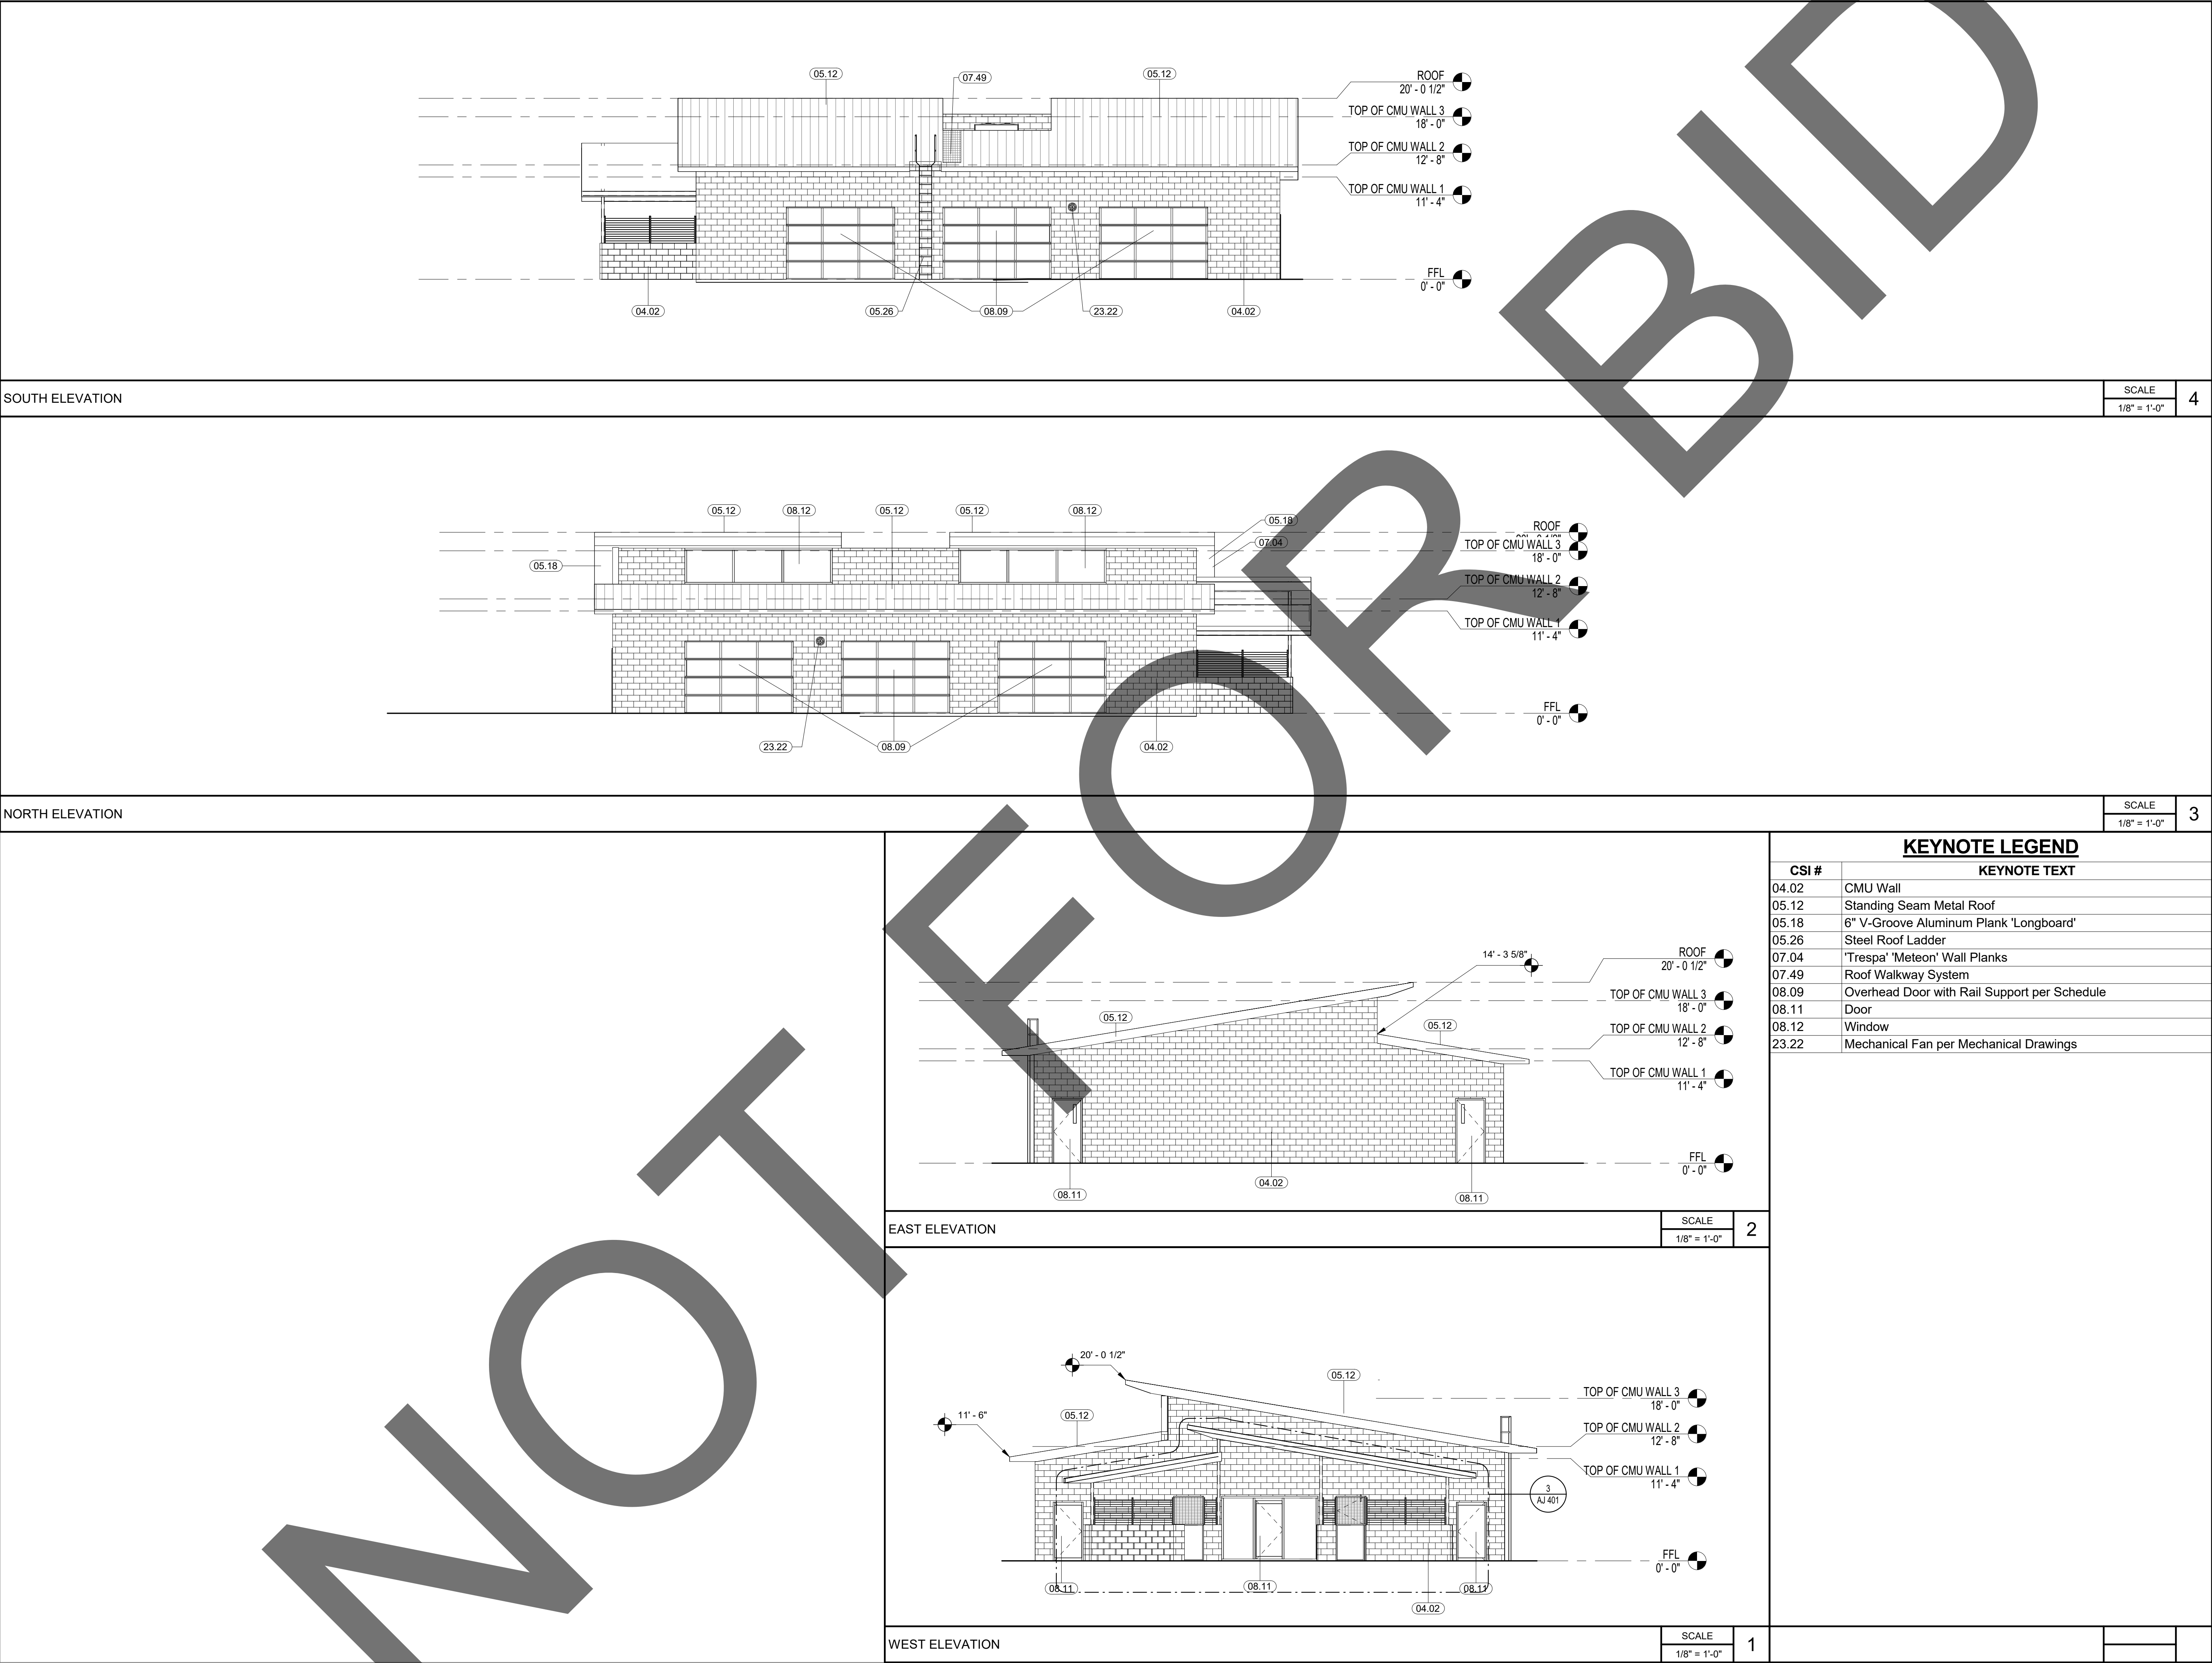 05.12
07.49
05.12
ROOF
20' - 0 1/2"
TOP OF CMU WALL 3
18' - 0"
TOP OF CMU WALL 2
12' - 8"
TOP OF CMU WALL 1
11' - 4"
FFL
0' - 0"
04.02
05.26
08.09
23.22
04.02
SOUTH ELEVATION
SCALE
1/8" = 1'-0"
4
05.12
08.12
05.12
05.12
08.12
05.18
07.04
05.18
ROOF
TOP OF CMU WALL 3
18' - 0"
TOP OF CMU WALL 2
12' - 8"
TOP OF CMU WALL 1
11' - 4"
FFL
0' - 0"
23.22
08.09
04.02
NORTH ELEVATION
SCALE
1/8" = 1'-0"
3
14' - 3 5/8"
ROOF
20' - 0 1/2"
05.12
05.12
TOP OF CMU WALL 3
18' - 0"
TOP OF CMU WALL 2
12' - 8"
TOP OF CMU WALL 1
11' - 4"
FFL
0' - 0"
08.11
04.02
08.11
EAST ELEVATION
SCALE
1/8" = 1'-0"
2
20' - 0 1/2"
11' - 6"
05.12
05.12
TOP OF CMU WALL 3
18' - 0"
TOP OF CMU WALL 2
12' - 8"
TOP OF CMU WALL 1
11' - 4"
3
AJ 401
FFL
0' - 0"
08.11
08.11
08.11
04.02
WEST ELEVATION
SCALE
1/8" = 1'-0"
1
KEYNOTE LEGEND
CSI # KEYNOTE TEXT
04.02 CMU Wall
05.12 Standing Seam Metal Roof
05.18 6" V-Groove Aluminum Plank 'Longboard'
05.26 Steel Roof Ladder
07.04 'Trespa' 'Meteon' Wall Planks
07.49 Roof Walkway System
08.09 Overhead Door with Rail Support per Schedule
08.11 Door
08.12 Window
23.22 Mechanical Fan per Mechanical Drawings
NOT FOR BID